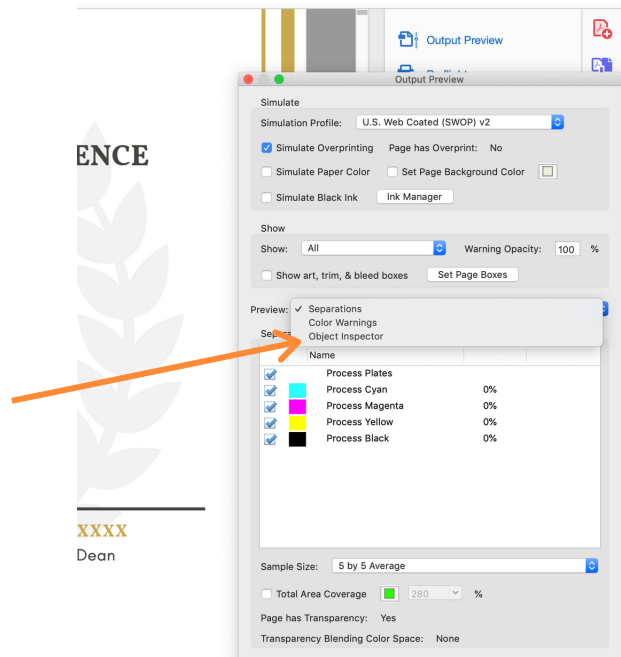 Output Preview
Output Preview
Simulate
Simulation Profile: U.S. Web Coated (SWOP) v2
Simulate Overprinting Page has Overprint: No
ENCE
Simulate Paper Color Set Page Background Color
Simulate Black Ink Ink Manager
Show
Show: All Warning Opacity: 100 %
Show art, trim, & bleed boxes Set Page Boxes
Preview: ✓ Separations
Color Warnings
Object Inspector
Name
Process Plates
Process Cyan 0%
Process Magenta 0%
Process Yellow 0%
Process Black 0%
XXXX
Dean
Sample Size: 5 by 5 Average
Total Area Coverage 280 %
Page has Transparency: Yes
Transparency Blending Color Space: None